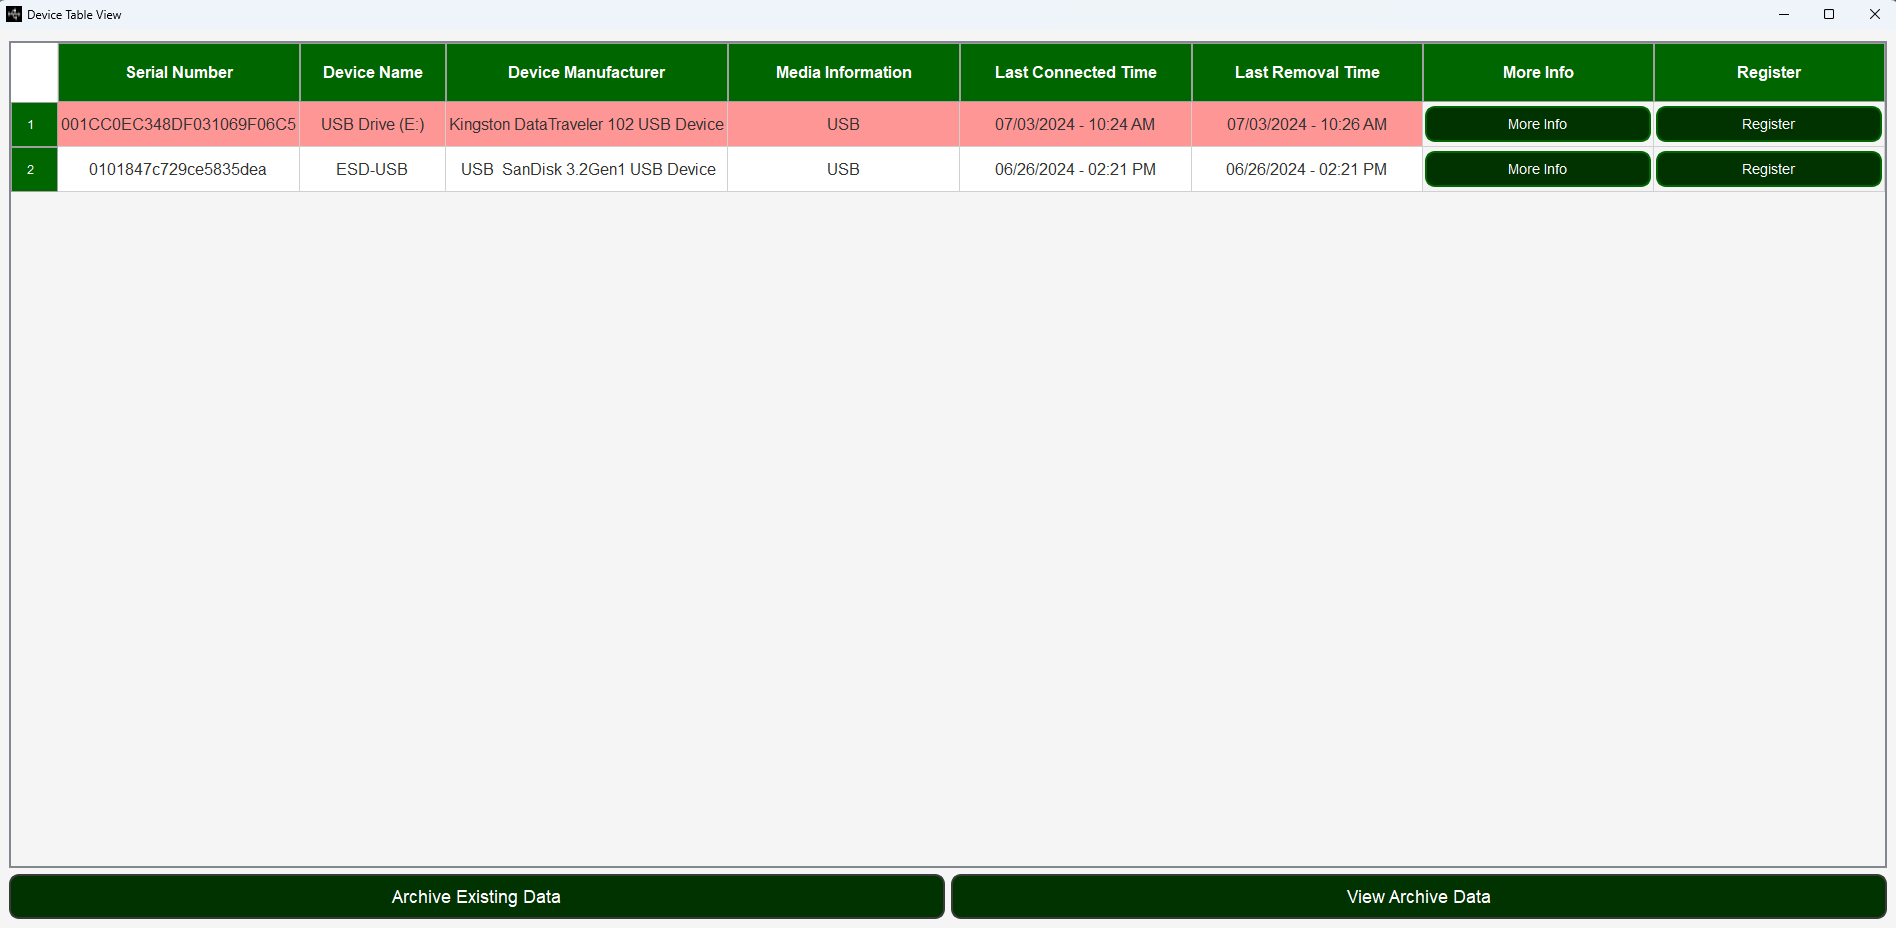 Device Table View
Serial Number Device Name Device Manufacturer Media Information Last Connected Time Last Removal Time More Info Register
1 001CC0EC348DF031069F06C5 USB Drive (E:) Kingston DataTraveler 102 USB Device USB 07/03/2024 - 10:24 AM 07/03/2024 - 10:26 AM More Info Register
2 0101847c729ce5835dea ESD-USB USB  SanDisk 3.2Gen1 USB Device USB 06/26/2024 - 02:21 PM 06/26/2024 - 02:21 PM More Info Register
Archive Existing Data View Archive Data